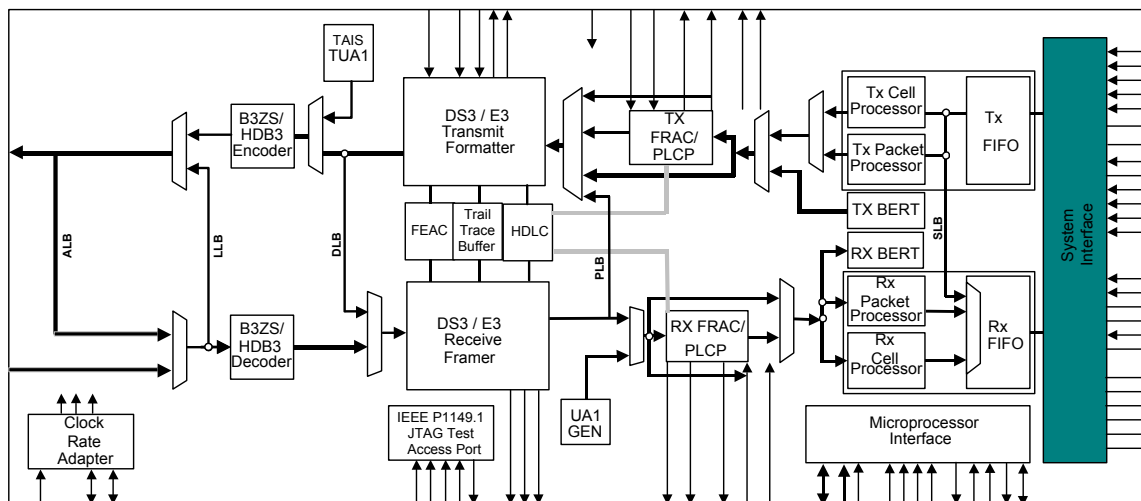 TAIS
TUA1
B3ZS/
HDB3
Encoder
DS3 / E3
Transmit
Formatter
TX
FRAC/
PLCP
Tx Cell
Processor
Tx Packet
Processor
Tx
FIFO
TX BERT
RX BERT
System
Interface
ALB
LLB
DLB
PLB
SLB
FEAC
Trail
Trace
Buffer
HDLC
B3ZS/
HDB3
Decoder
DS3 / E3
Receive
Framer
RX FRAC/
PLCP
Rx
Packet
Processor
Rx
Cell
Processor
Rx
FIFO
UA1
GEN
Clock
Rate
Adapter
IEEE P1149.1
JTAG Test
Access Port
Microprocessor
Interface